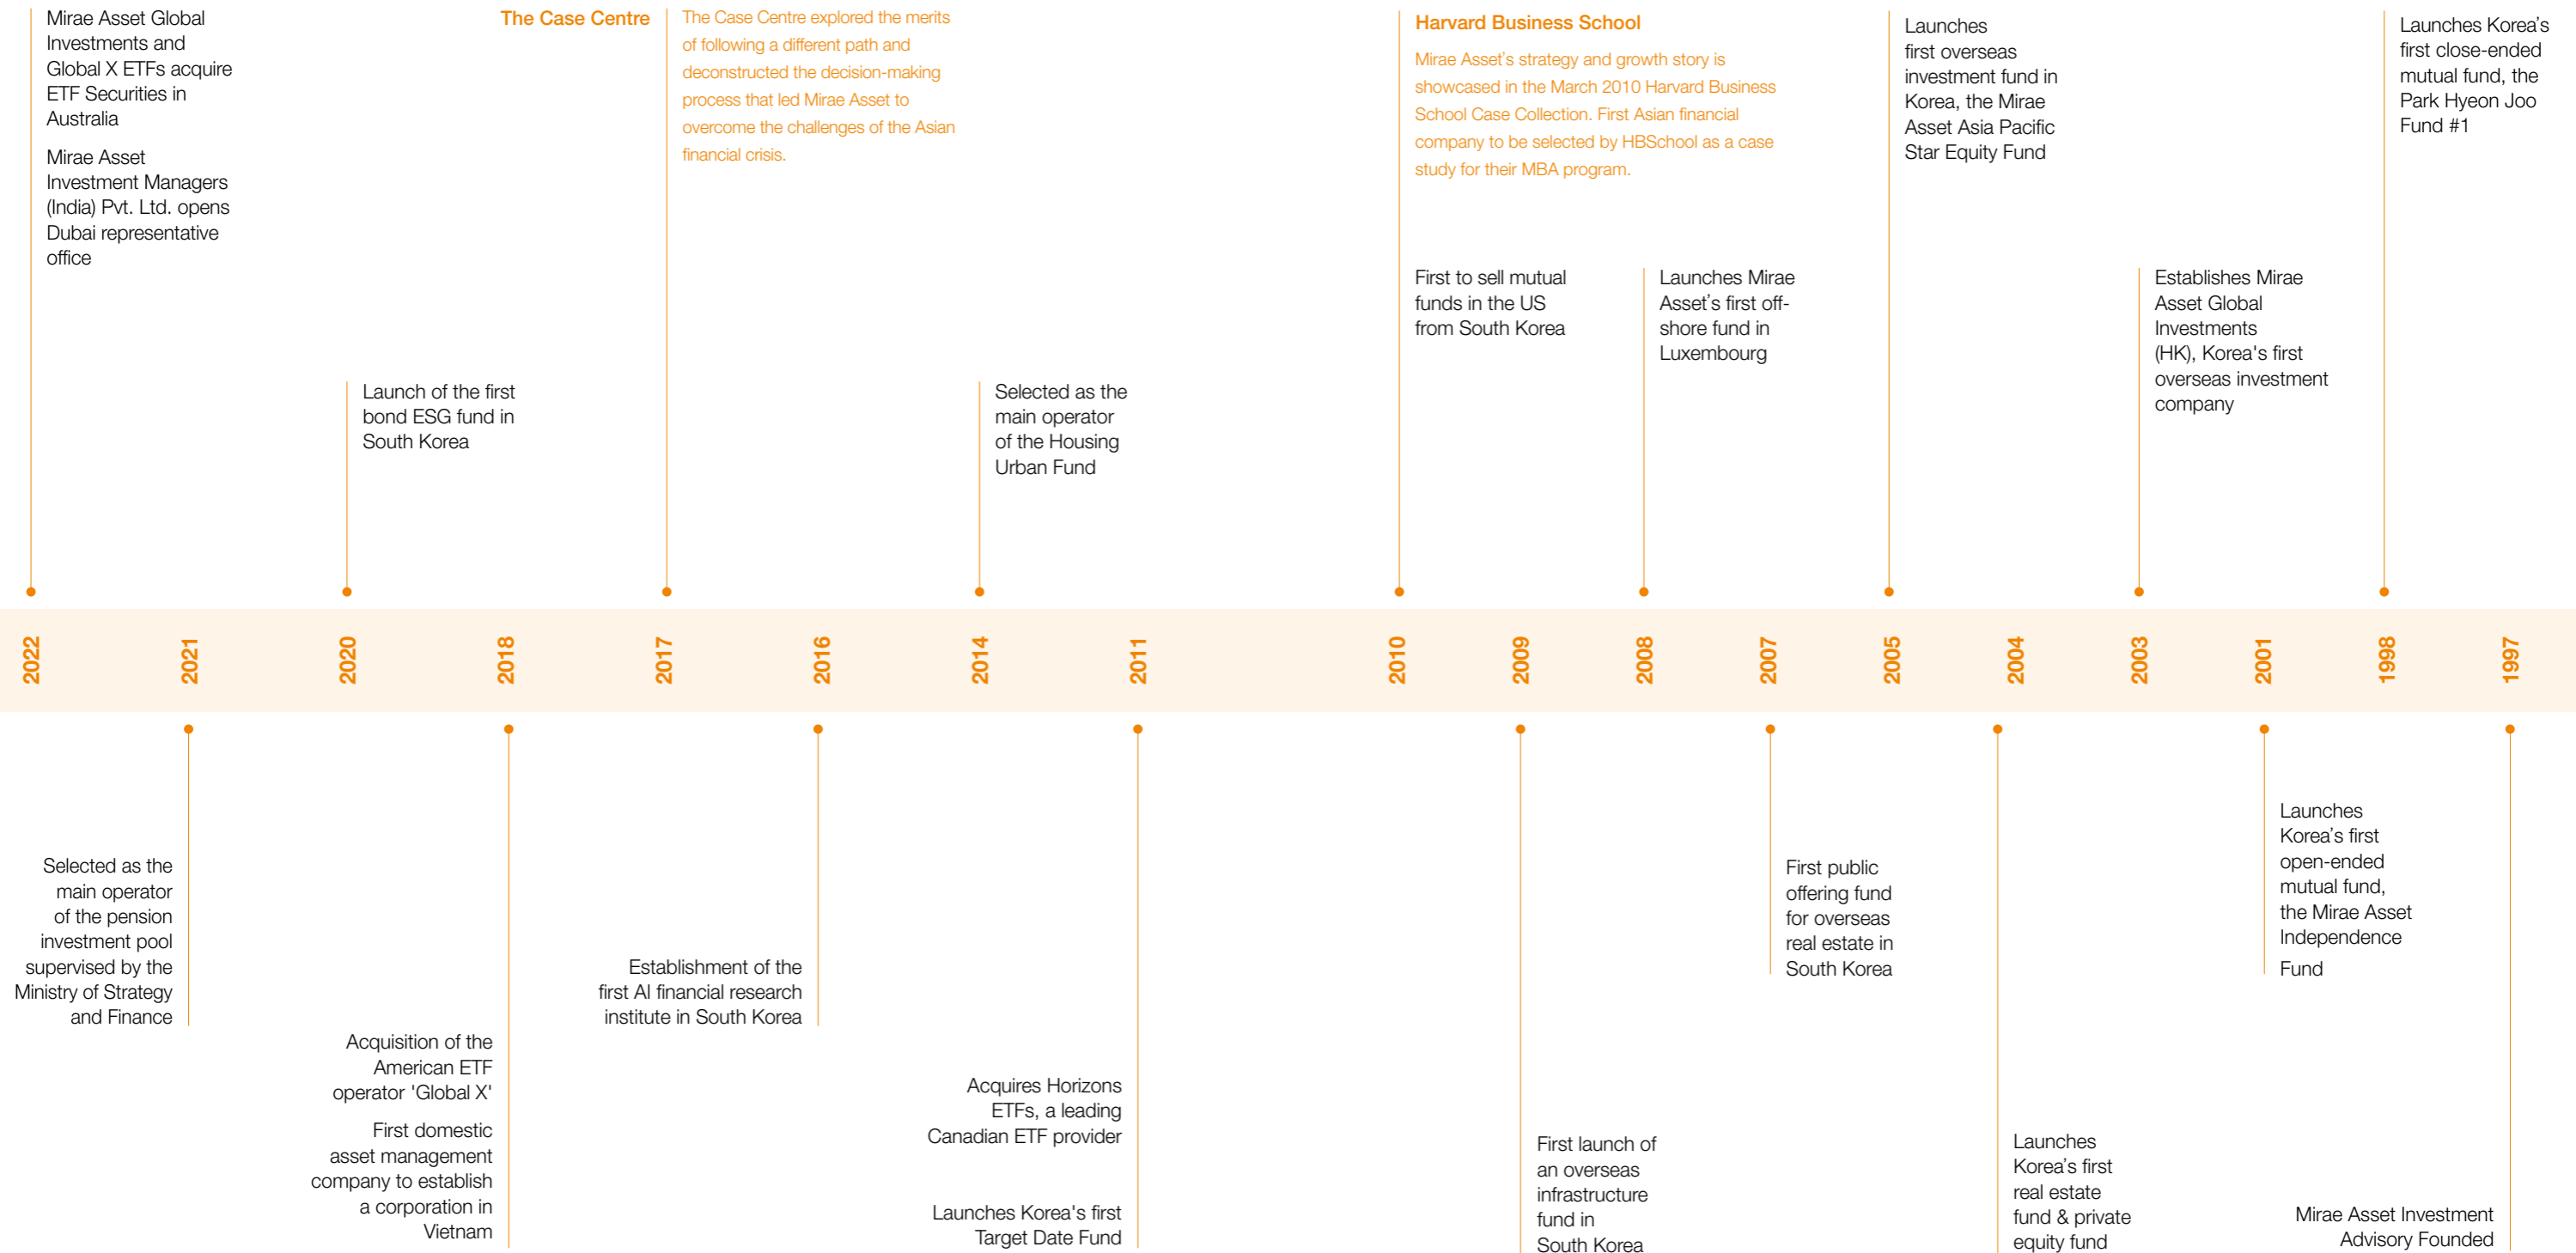 Mirae Asset Global
Investments and
Global X ETFs acquire
ETF Securities in
Australia
Mirae Asset
Investment Managers
(India) Pvt. Ltd. opens
Dubai representative
office
Launch of the first
bond ESG fund in
South Korea
The Case Centre
The Case Centre explored the merits
of following a different path and
deconstructed the decision-making
process that led Mirae Asset to
overcome the challenges of the Asian
financial crisis.
Selected as the
main operator
of the Housing
Urban Fund
Harvard Business School
Mirae Asset's strategy and growth story is
showcased in the March 2010 Harvard Business
School Case Collection. First Asian financial
company to be selected by HBSchool as a case
study for their MBA program.
First to sell mutual
funds in the US
from South Korea
Launches Mirae
Asset's first off-
shore fund in
Luxembourg
Launches
first overseas
investment fund in
Korea, the Mirae
Asset Asia Pacific
Star Equity Fund
Establishes Mirae
Asset Global
Investments
(HK), Korea's first
overseas investment
company
Launches Korea's
first close-ended
mutual fund, the
Park Hyeon Joo
Fund #1
2022
2021
2020
2018
2017
2016
2014
2011
2010
2009
2008
2007
2005
2004
2003
2001
1998
1997
Selected as the
main operator
of the pension
investment pool
supervised by the
Ministry of Strategy
and Finance
Acquisition of the
American ETF
operator 'Global X'
First domestic
asset management
company to establish
a corporation in
Vietnam
Establishment of the
first AI financial research
institute in South Korea
Acquires Horizons
ETFs, a leading
Canadian ETF provider
Launches Korea's first
Target Date Fund
First launch of
an overseas
infrastructure
fund in
South Korea
First public
offering fund
for overseas
real estate in
South Korea
Launches
Korea's first
real estate
fund & private
equity fund
Launches
Korea's first
open-ended
mutual fund,
the Mirae Asset
Independence
Fund
Mirae Asset Investment
Advisory Founded